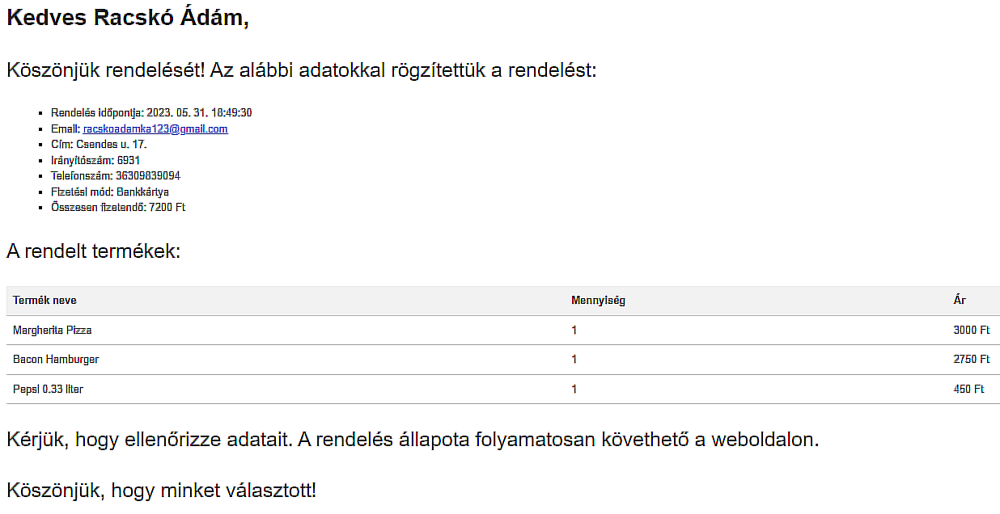 Kedves Racskó Ádám,
Köszönjük rendelését! Az alábbi adatokkal rögzítettük a rendelést:
Rendelés időpontja: 2023. 05. 31. 18:49:30
Email: racskoadamka123@gmail.com
Cím: Csendes u. 17.
Irányítószám: 6931
Telefonszám: 36309839094
Fizetési mód: Bankkártya
Összesen fizetendő: 7200 Ft
A rendelt termékek:
Termék neve Mennyiség Ár
Margherita Pizza 1 3000 Ft
Bacon Hamburger 1 2750 Ft
Pepsi 0.33 liter 1 450 Ft
Kérjük, hogy ellenőrizze adatait. A rendelés állapota folyamatosan követhető a weboldalon.
Köszönjük, hogy minket választott!